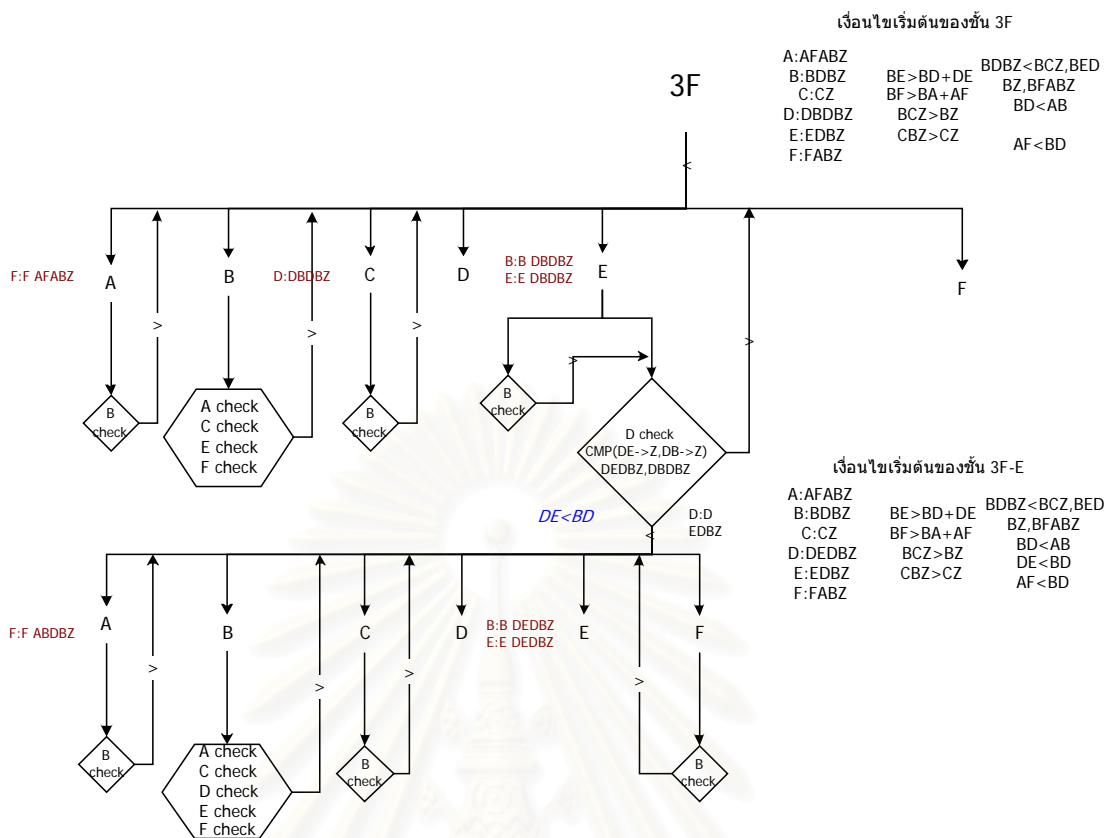 เงื่อนไขเริ่มต้นของชั้น 3F
A:AFABZ
B:BDBZ
C:CZ
D:DBDBZ
E:EDBZ
F:FABZ
BE>BD+DE
BF>BA+AF
BCZ>BZ
CBZ>CZ
BDBZ<BCZ,BED
BZ,BFABZ
BD<AB
AF<BD
3F
<
F:F AFABZ
A
>
B
D:DBDBZ
>
C
>
D
B:B DBDBZ
E:E DBDBZ
E
>
F
B
check
A check
C check
E check
F check
B
check
B
check
>
D check
CMP(DE->Z,DB->Z)
DEDBZ,DBDBZ
DE<BD
D:D
EDBZ
<
เงื่อนไขเริ่มต้นของชั้น 3F-E
A:AFABZ
B:BDBZ
C:CZ
D:DEDBZ
E:EDBZ
F:FABZ
BE>BD+DE
BF>BA+AF
BCZ>BZ
CBZ>CZ
BDBZ<BCZ,BED
BZ,BFABZ
BD<AB
DE<BD
AF<BD
F:F ABDBZ
A
>
B
>
C
>
D
B:B DEDBZ
E:E DEDBZ
E
>
F
B
check
A check
C check
D check
E check
F check
B
check
B
check